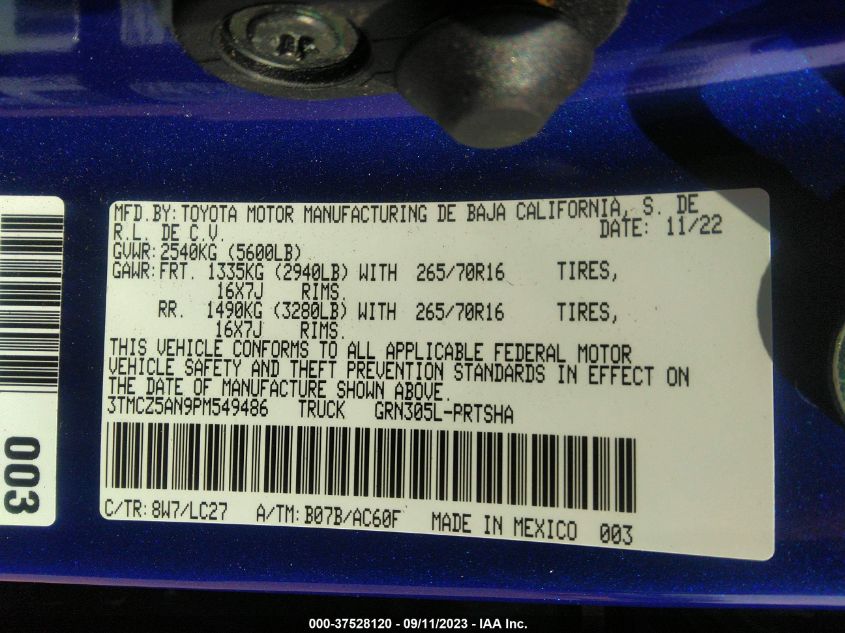 BF
MFD.BY: TOYOTA MOTOR MANUFACTURING DE BAJA CALIFORNIA, S. DE
R.L. DE C.V. DATE: 11/22
GVWR: 2540KG (5600LB)
GAWR: FRT. 1335KG (2940LB) WITH 265/70R16 TIRES,
16X7J RIMS.
RR. 1490KG (3280LB) WITH 265/70R16 TIRES,
16X7J RIMS.
THIS VEHICLE CONFORMS TO ALL APPLICABLE FEDERAL MOTOR
VEHICLE SAFETY AND THEFT PREVENTION STANDARDS IN EFFECT ON
THE DATE OF MANUFACTURE SHOWN ABOVE.
3TMCZ5AN9PM549486 TRUCK GRN305L-PRTSHA
C/TR: 8W7/LC27 A/TM: B07B/AC60F MADE IN MEXICO 003
003
000-37528120 - 09/11/2023 - IAA Inc.